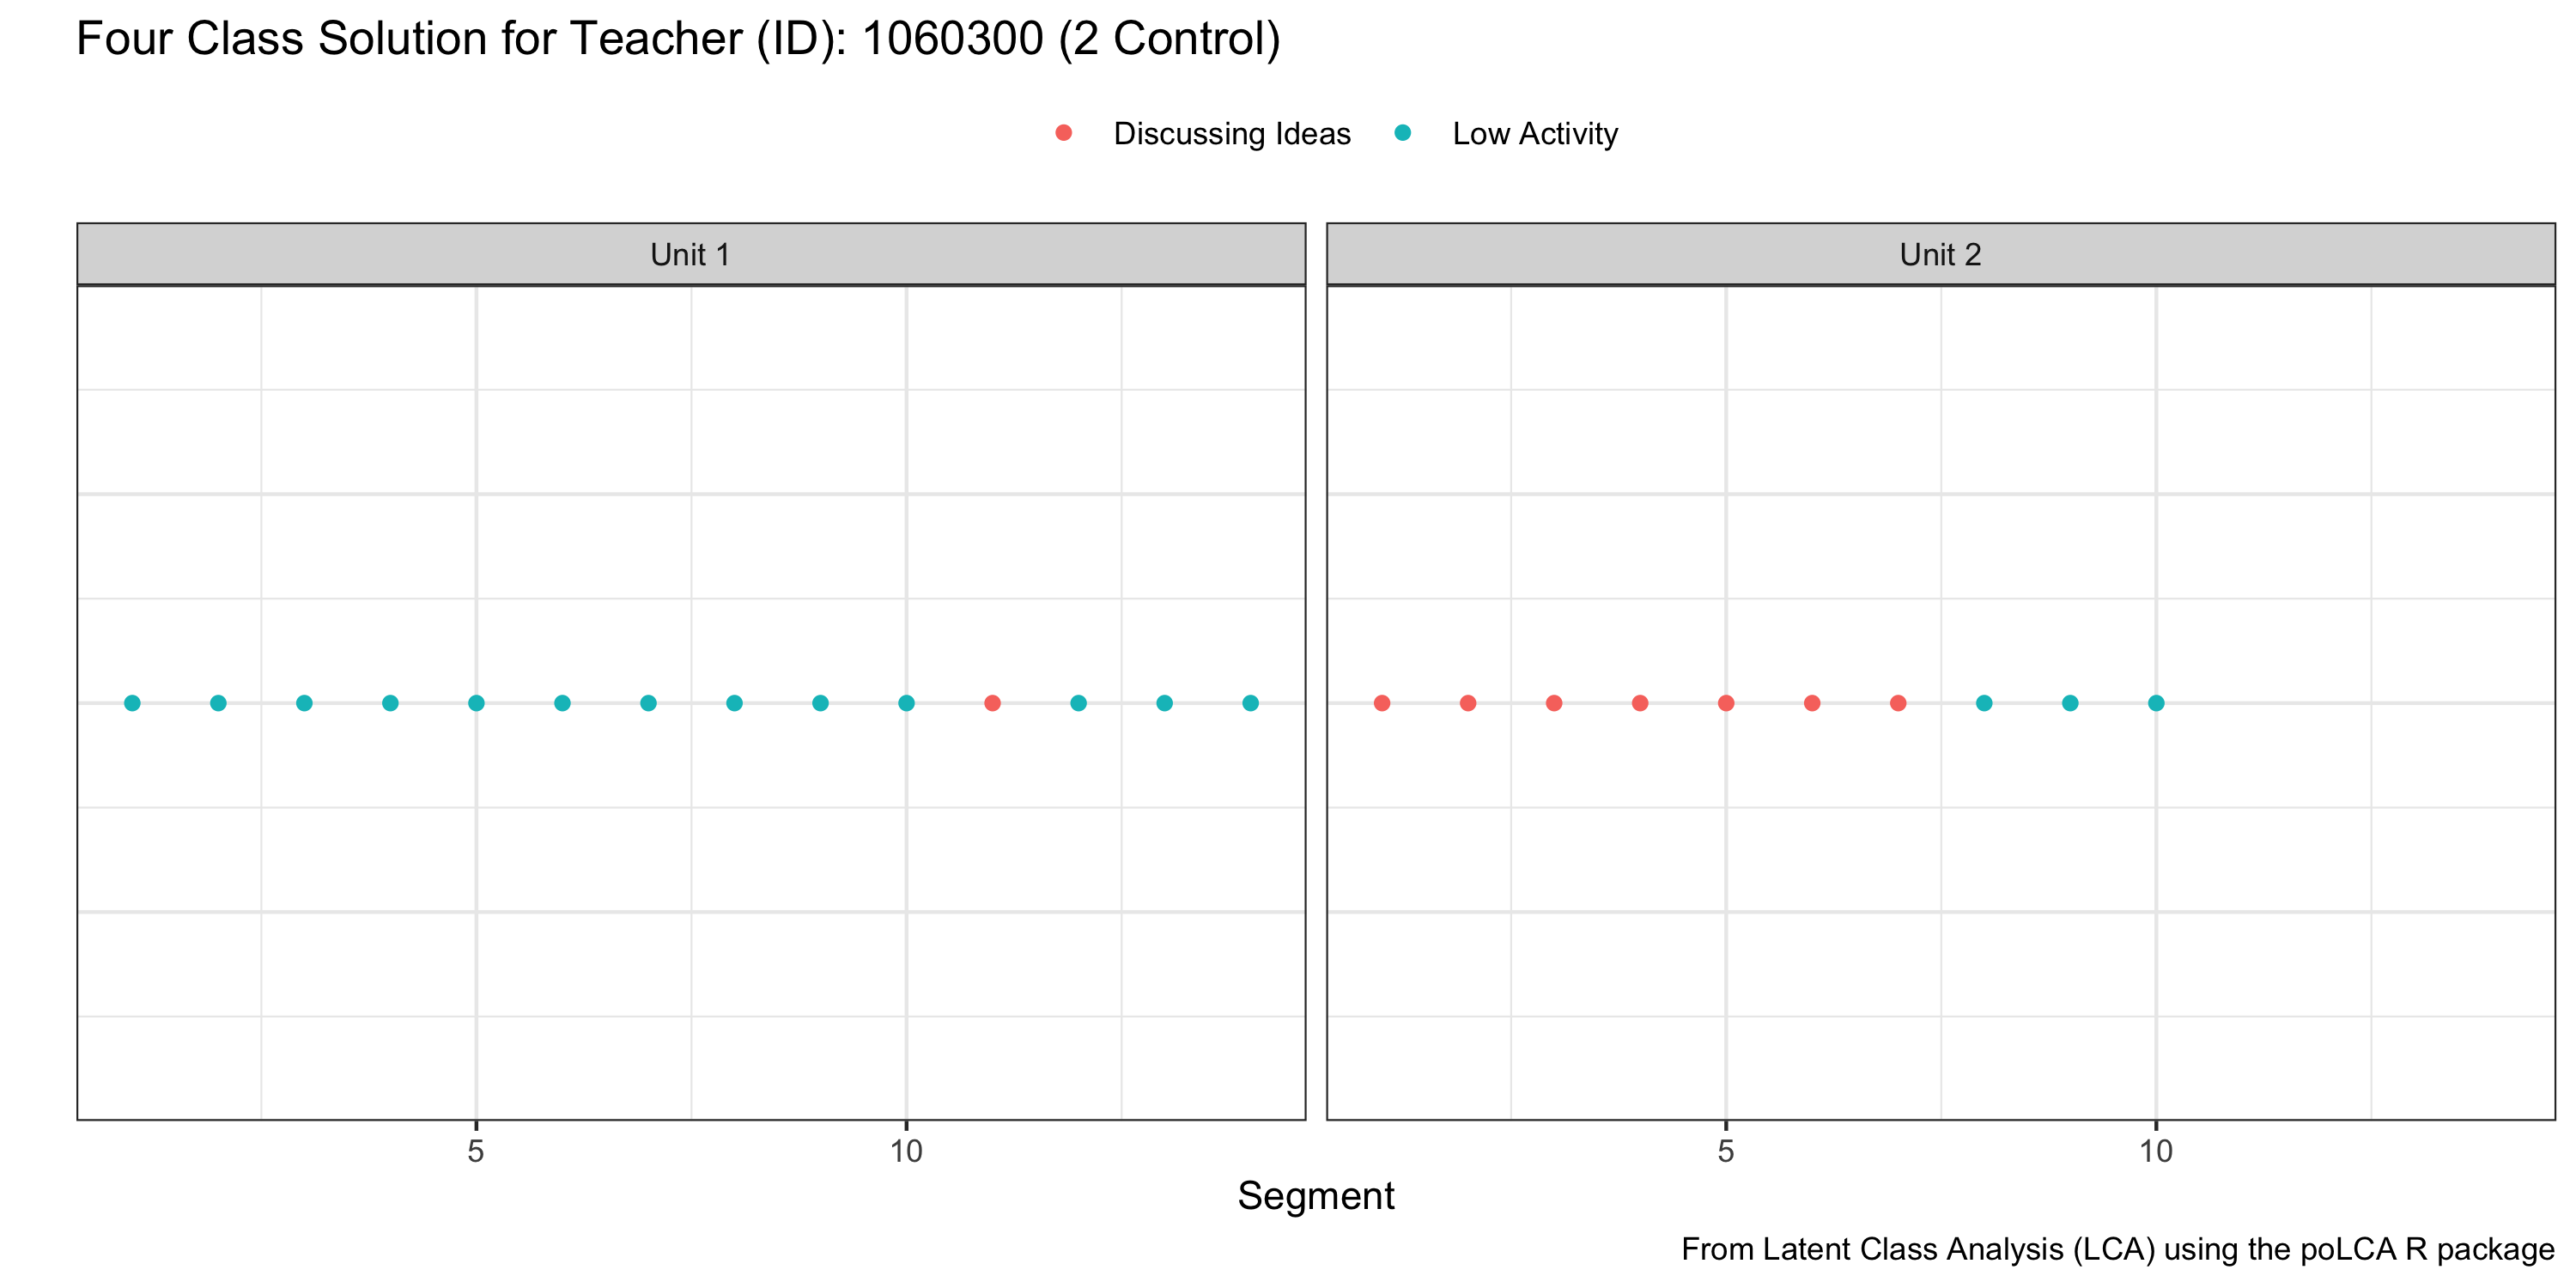 Four Class Solution for Teacher (ID): 1060300 (2 Control)
Discussing Ideas Low Activity
Unit 1 Unit 2
5 10 5 10
Segment
From Latent Class Analysis (LCA) using the poLCA R package